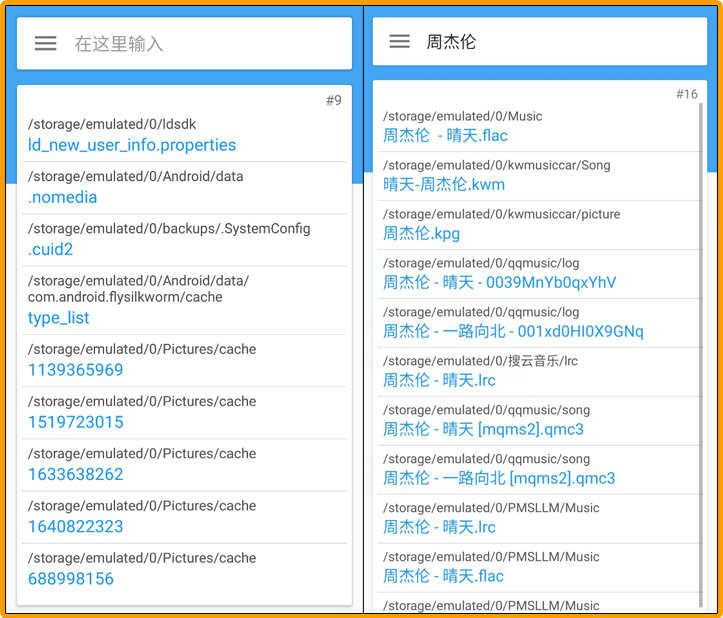 在这里输入
#9
/storage/emulated/0/ldsdk
ld_new_user_info.properties
/storage/emulated/0/Android/data
.nomedia
/storage/emulated/0/backups/.SystemConfig
.cuid2
/storage/emulated/0/Android/data/
com.android.flysilkworm/cache
type_list
/storage/emulated/0/Pictures/cache
1139365969
/storage/emulated/0/Pictures/cache
1519723015
/storage/emulated/0/Pictures/cache
1633638262
/storage/emulated/0/Pictures/cache
1640822323
/storage/emulated/0/Pictures/cache
688998156
周杰伦
#16
/storage/emulated/0/Music
周杰伦 - 晴天.flac
/storage/emulated/0/kwmusiccar/Song
晴天-周杰伦.kwm
/storage/emulated/0/kwmusiccar/picture
周杰伦.kpg
/storage/emulated/0/qqmusic/log
周杰伦 - 晴天 - 0039MnYb0qxYhV
/storage/emulated/0/qqmusic/log
周杰伦 - 一路向北 - 001xd0HI0X9GNq
/storage/emulated/0/搜云音乐/lrc
周杰伦 - 晴天.lrc
/storage/emulated/0/qqmusic/song
周杰伦 - 晴天 [mqms2].qmc3
/storage/emulated/0/qqmusic/song
周杰伦 - 一路向北 [mqms2].qmc3
/storage/emulated/0/PMSLLM/Music
周杰伦 - 晴天.lrc
/storage/emulated/0/PMSLLM/Music
周杰伦 - 晴天.flac
/storage/emulated/0/PMSLLM/Music